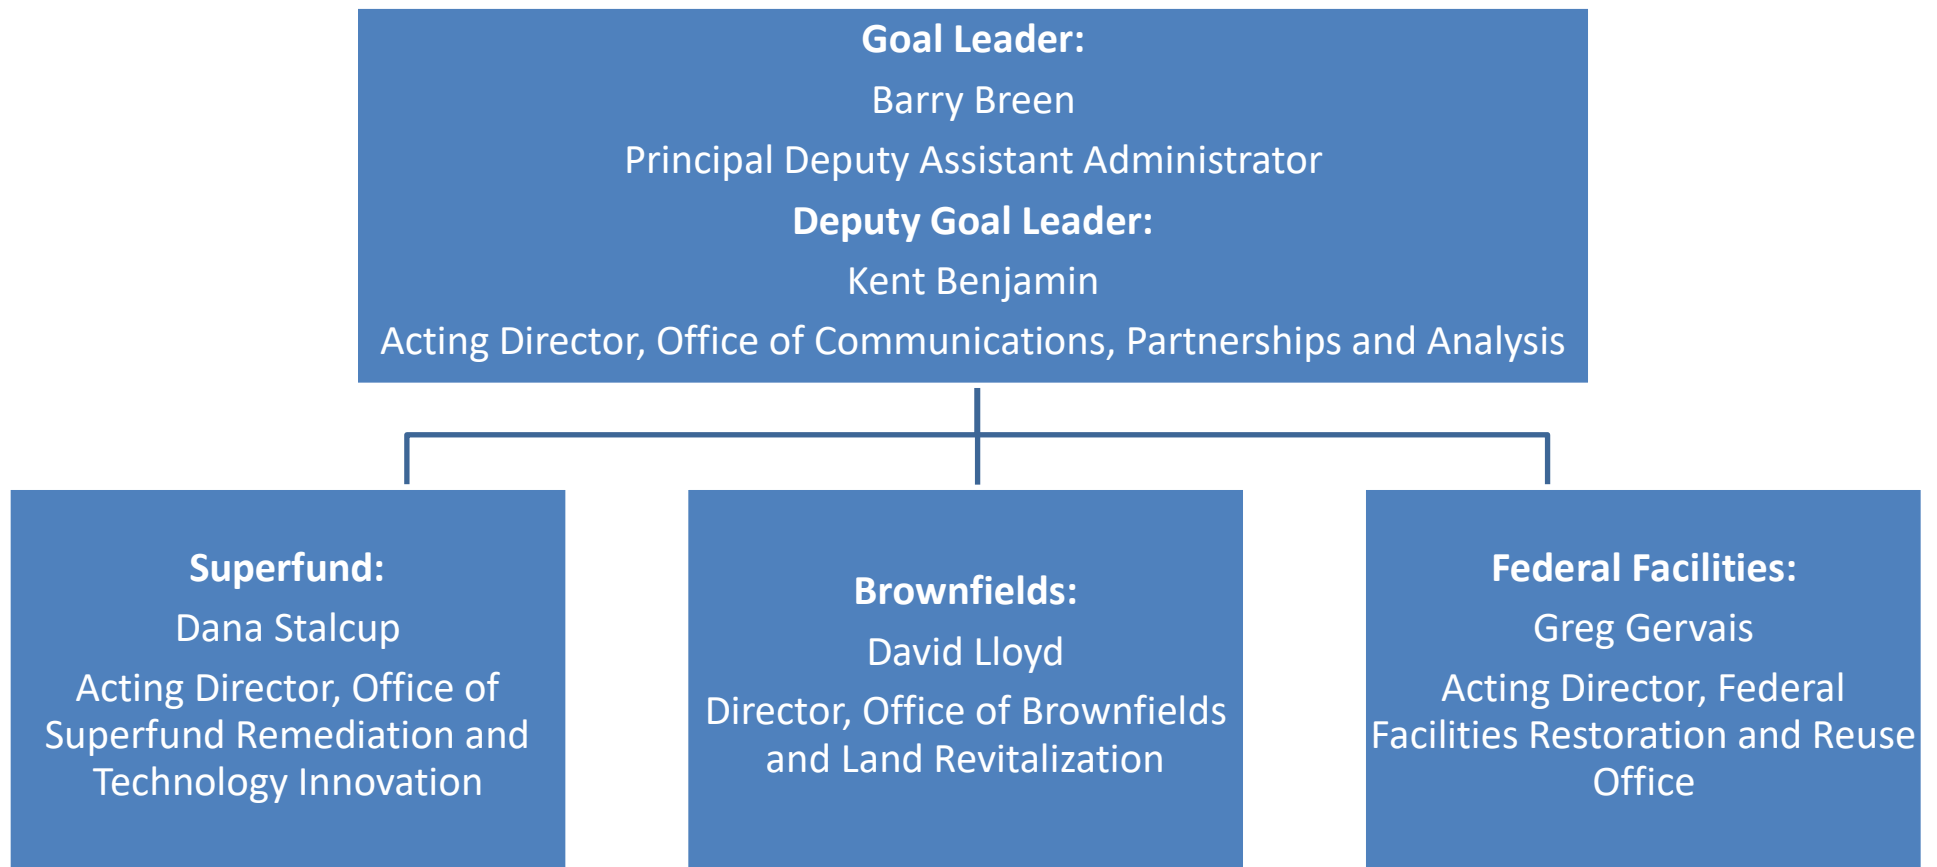 Goal Leader:
Barry Breen
Principal Deputy Assistant Administrator
Deputy Goal Leader:
Kent Benjamin
Acting Director, Office of Communications, Partnerships and Analysis
Superfund:
Dana Stalcup
Acting Director, Office of
Superfund Remediation and
Technology Innovation
Brownfields:
David Lloyd
Director, Office of Brownfields
and Land Revitalization
Federal Facilities:
Greg Gervais
Acting Director, Federal
Facilities Restoration and Reuse
Office